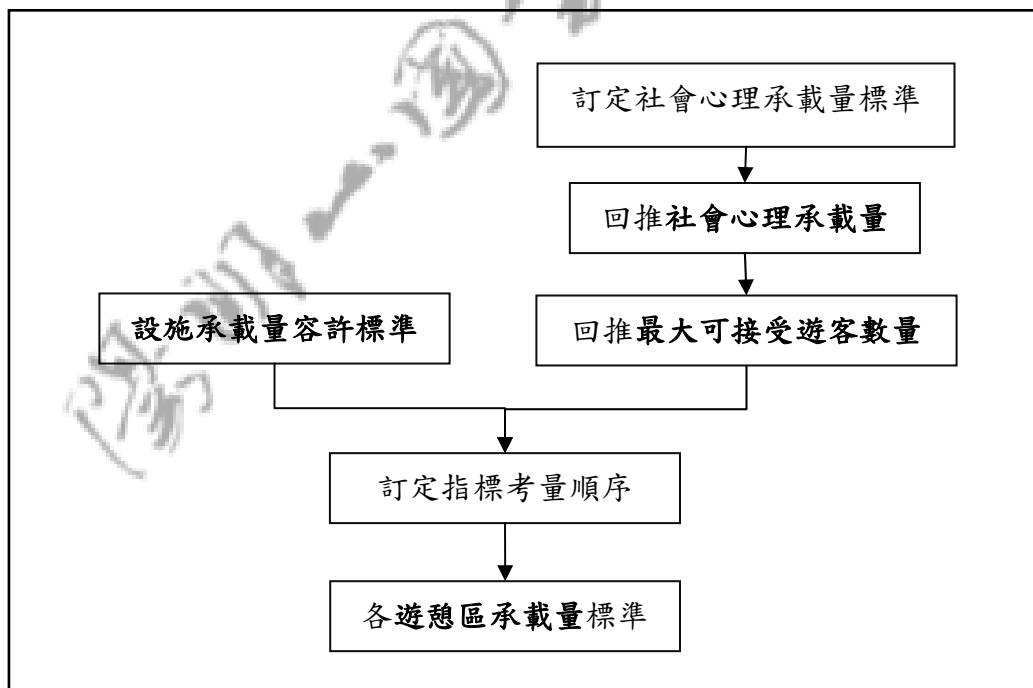 訂定社會心理承載量標準
回推社會心理承載量
設施承載量容許標準
回推最大可接受遊客數量
訂定指標考量順序
各遊憩區承載量標準